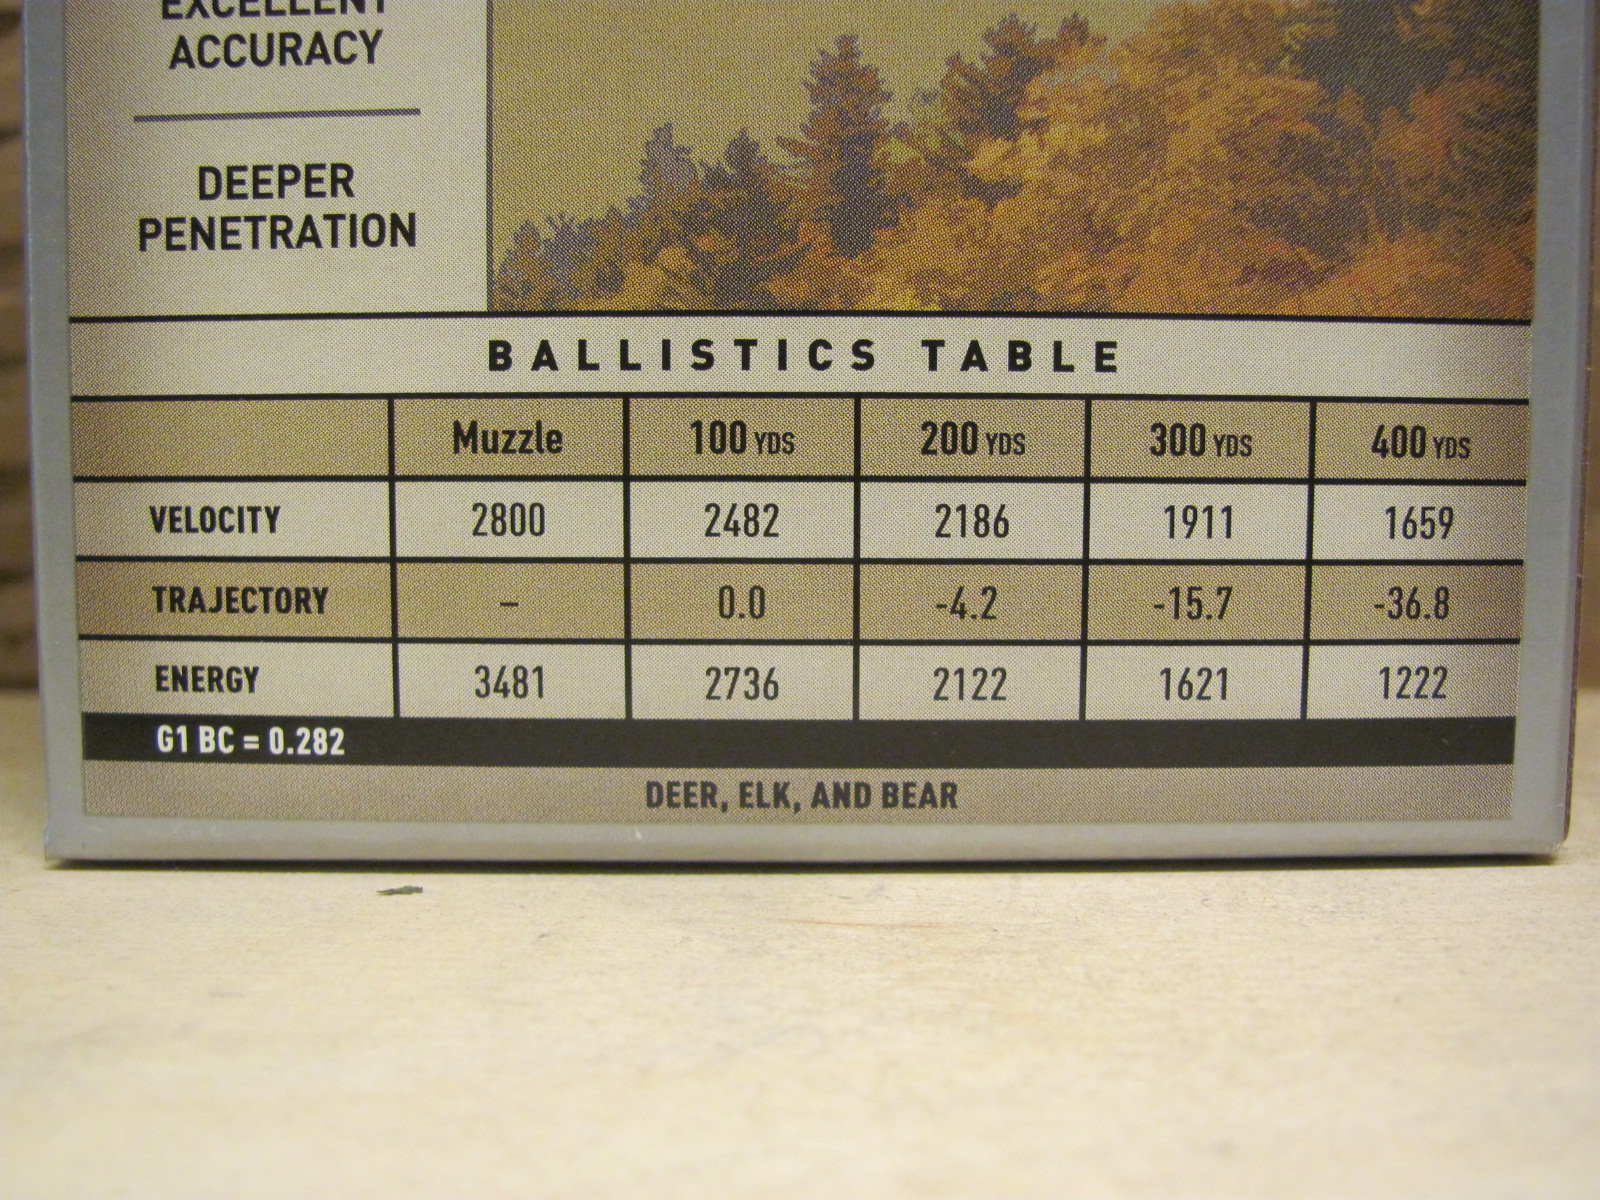 EXCELLENT
ACCURACY
DEEPER
PENETRATION
BALLISTICS TABLE
Muzzle 100 YDS 200 YDS 300 YDS 400 YDS
VELOCITY 2800 2482 2186 1911 1659
TRAJECTORY – 0.0 -4.2 -15.7 -36.8
ENERGY 3481 2736 2122 1621 1222
G1 BC = 0.282
DEER, ELK, AND BEAR